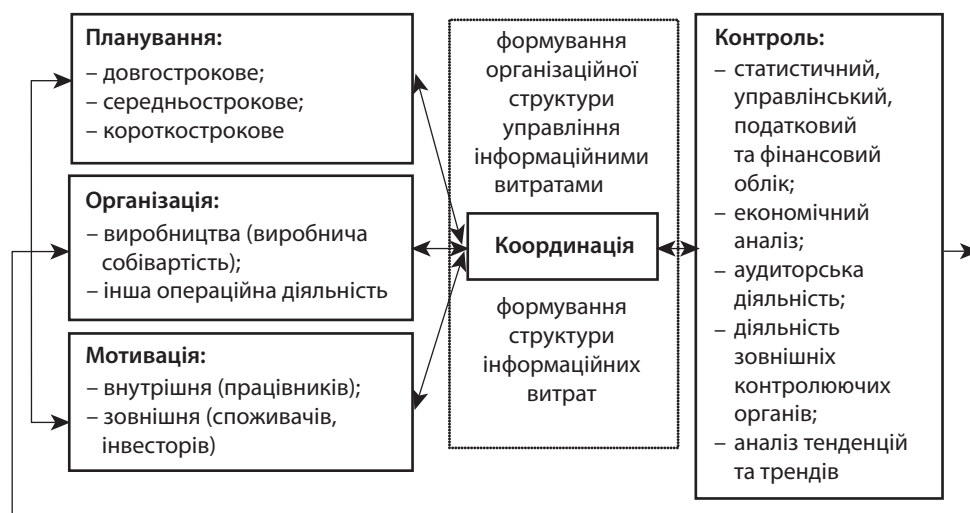 Планування:
– довгострокове;
– середньострокове;
– короткострокове
Організація:
– виробництва (виробнича
собівартість);
– інша операційна діяльність
Мотивація:
– внутрішня (працівників);
– зовнішня (споживачів,
інвесторів)
формування
організаційної
структури
управління
інформаційними
витратами
Координація
формування
структури
інформаційних
витрат
Контроль:
– статистичний,
управлінський,
податковий
та фінансовий
облік;
– економічний
аналіз;
– аудиторська
діяльність;
– діяльність
зовнішніх
контролюючих
органів;
– аналіз тенденцій
та трендів